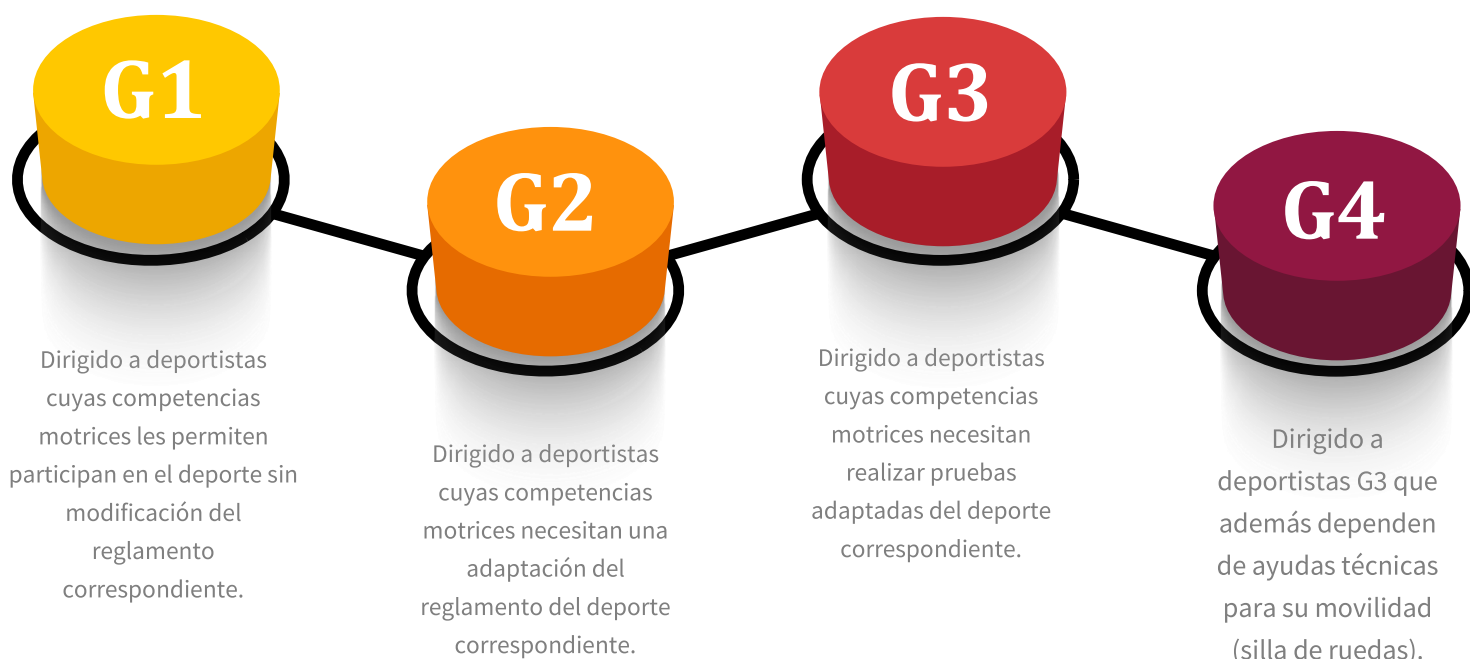 G1
Dirigido a deportistas
cuyas competencias
motrices les permiten
participan en el deporte sin
modificación del
reglamento
correspondiente.
G2
Dirigido a deportistas
cuyas competencias
motrices necesitan una
adaptación del
reglamento del deporte
correspondiente.
G3
Dirigido a deportistas
cuyas competencias
motrices necesitan
realizar pruebas
adaptadas del deporte
correspondiente.
G4
Dirigido a
deportistas G3 que
además dependen
de ayudas técnicas
para su movilidad
(silla de ruedas).